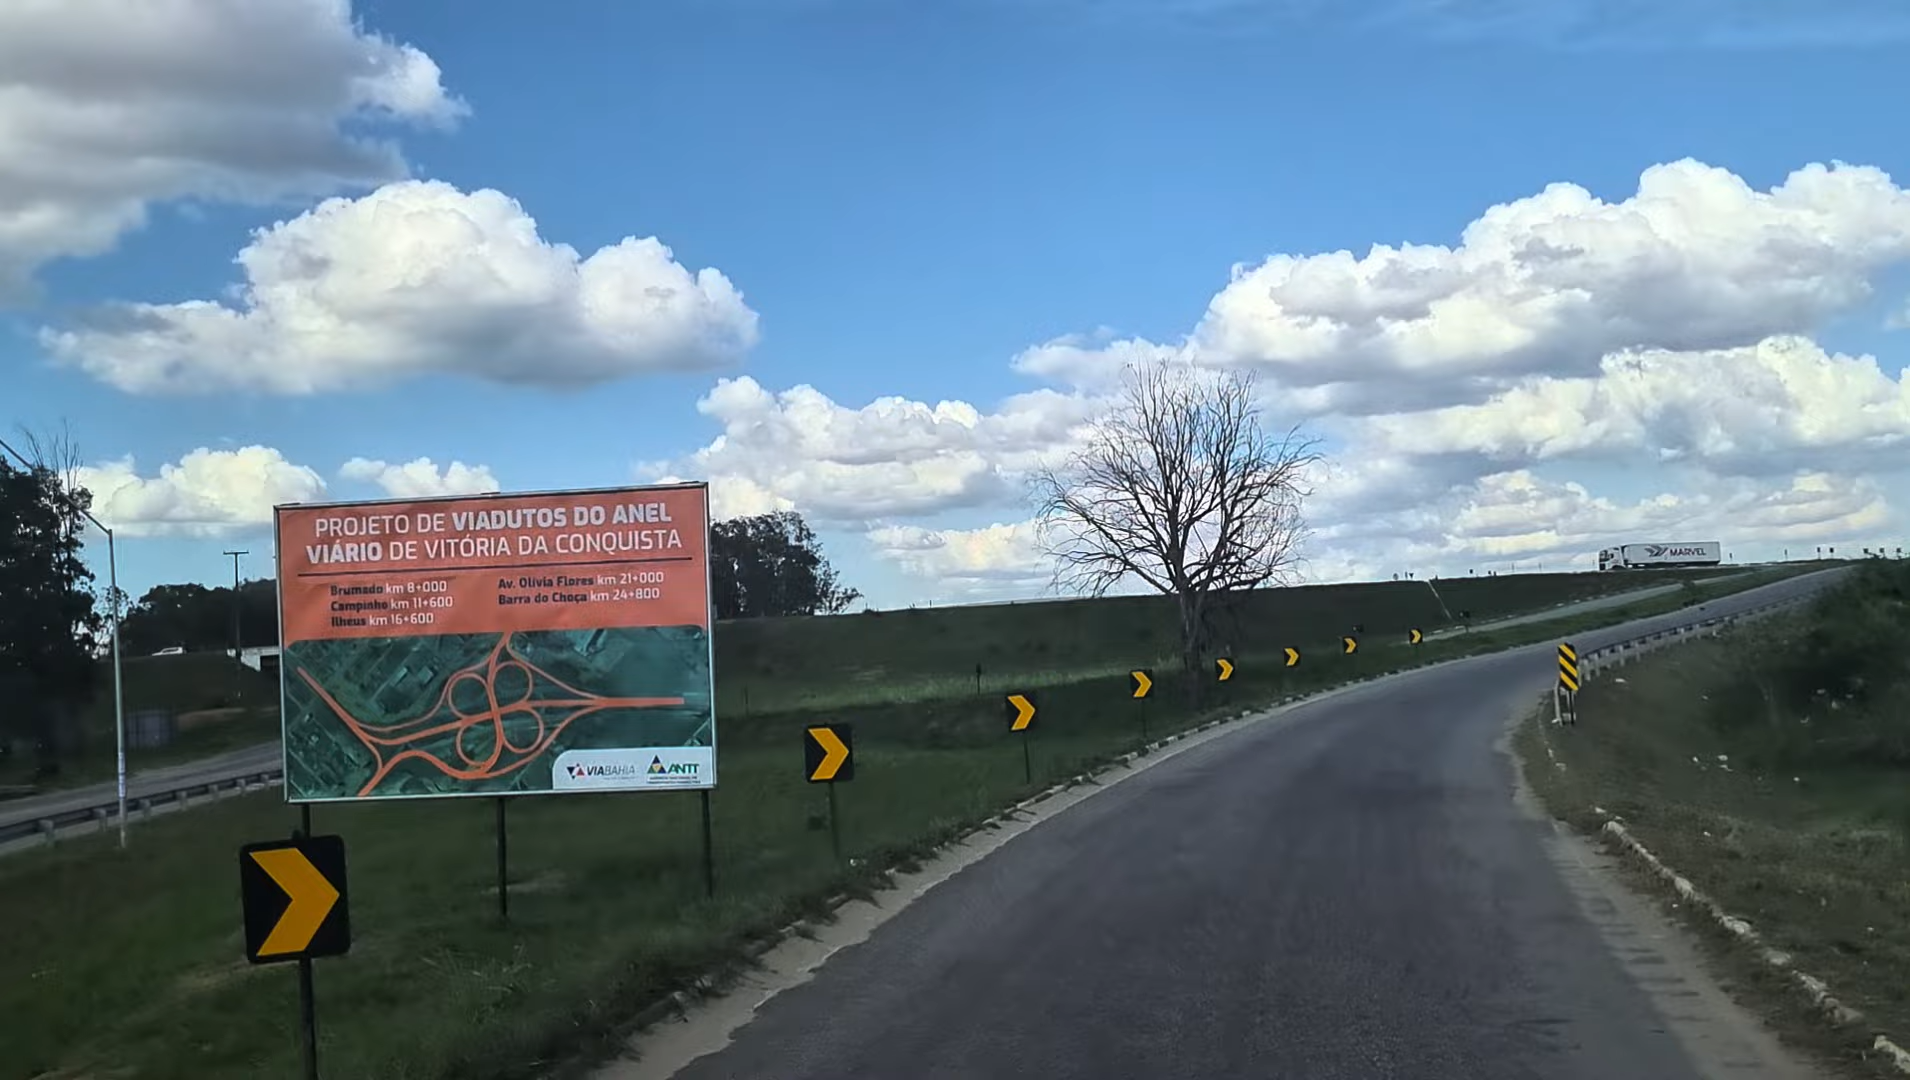 PROJETO DE VIADUTOS DO ANEL
VIÁRIO DE VITÓRIA DA CONQUISTA
Brumado km 8+000
Campinho km 11+600
Ilheus km 16+600
Av. Olívia Flores km 21+000
Barra do Choça km 24+800
VIABAHIA
ANTT
MARVEL